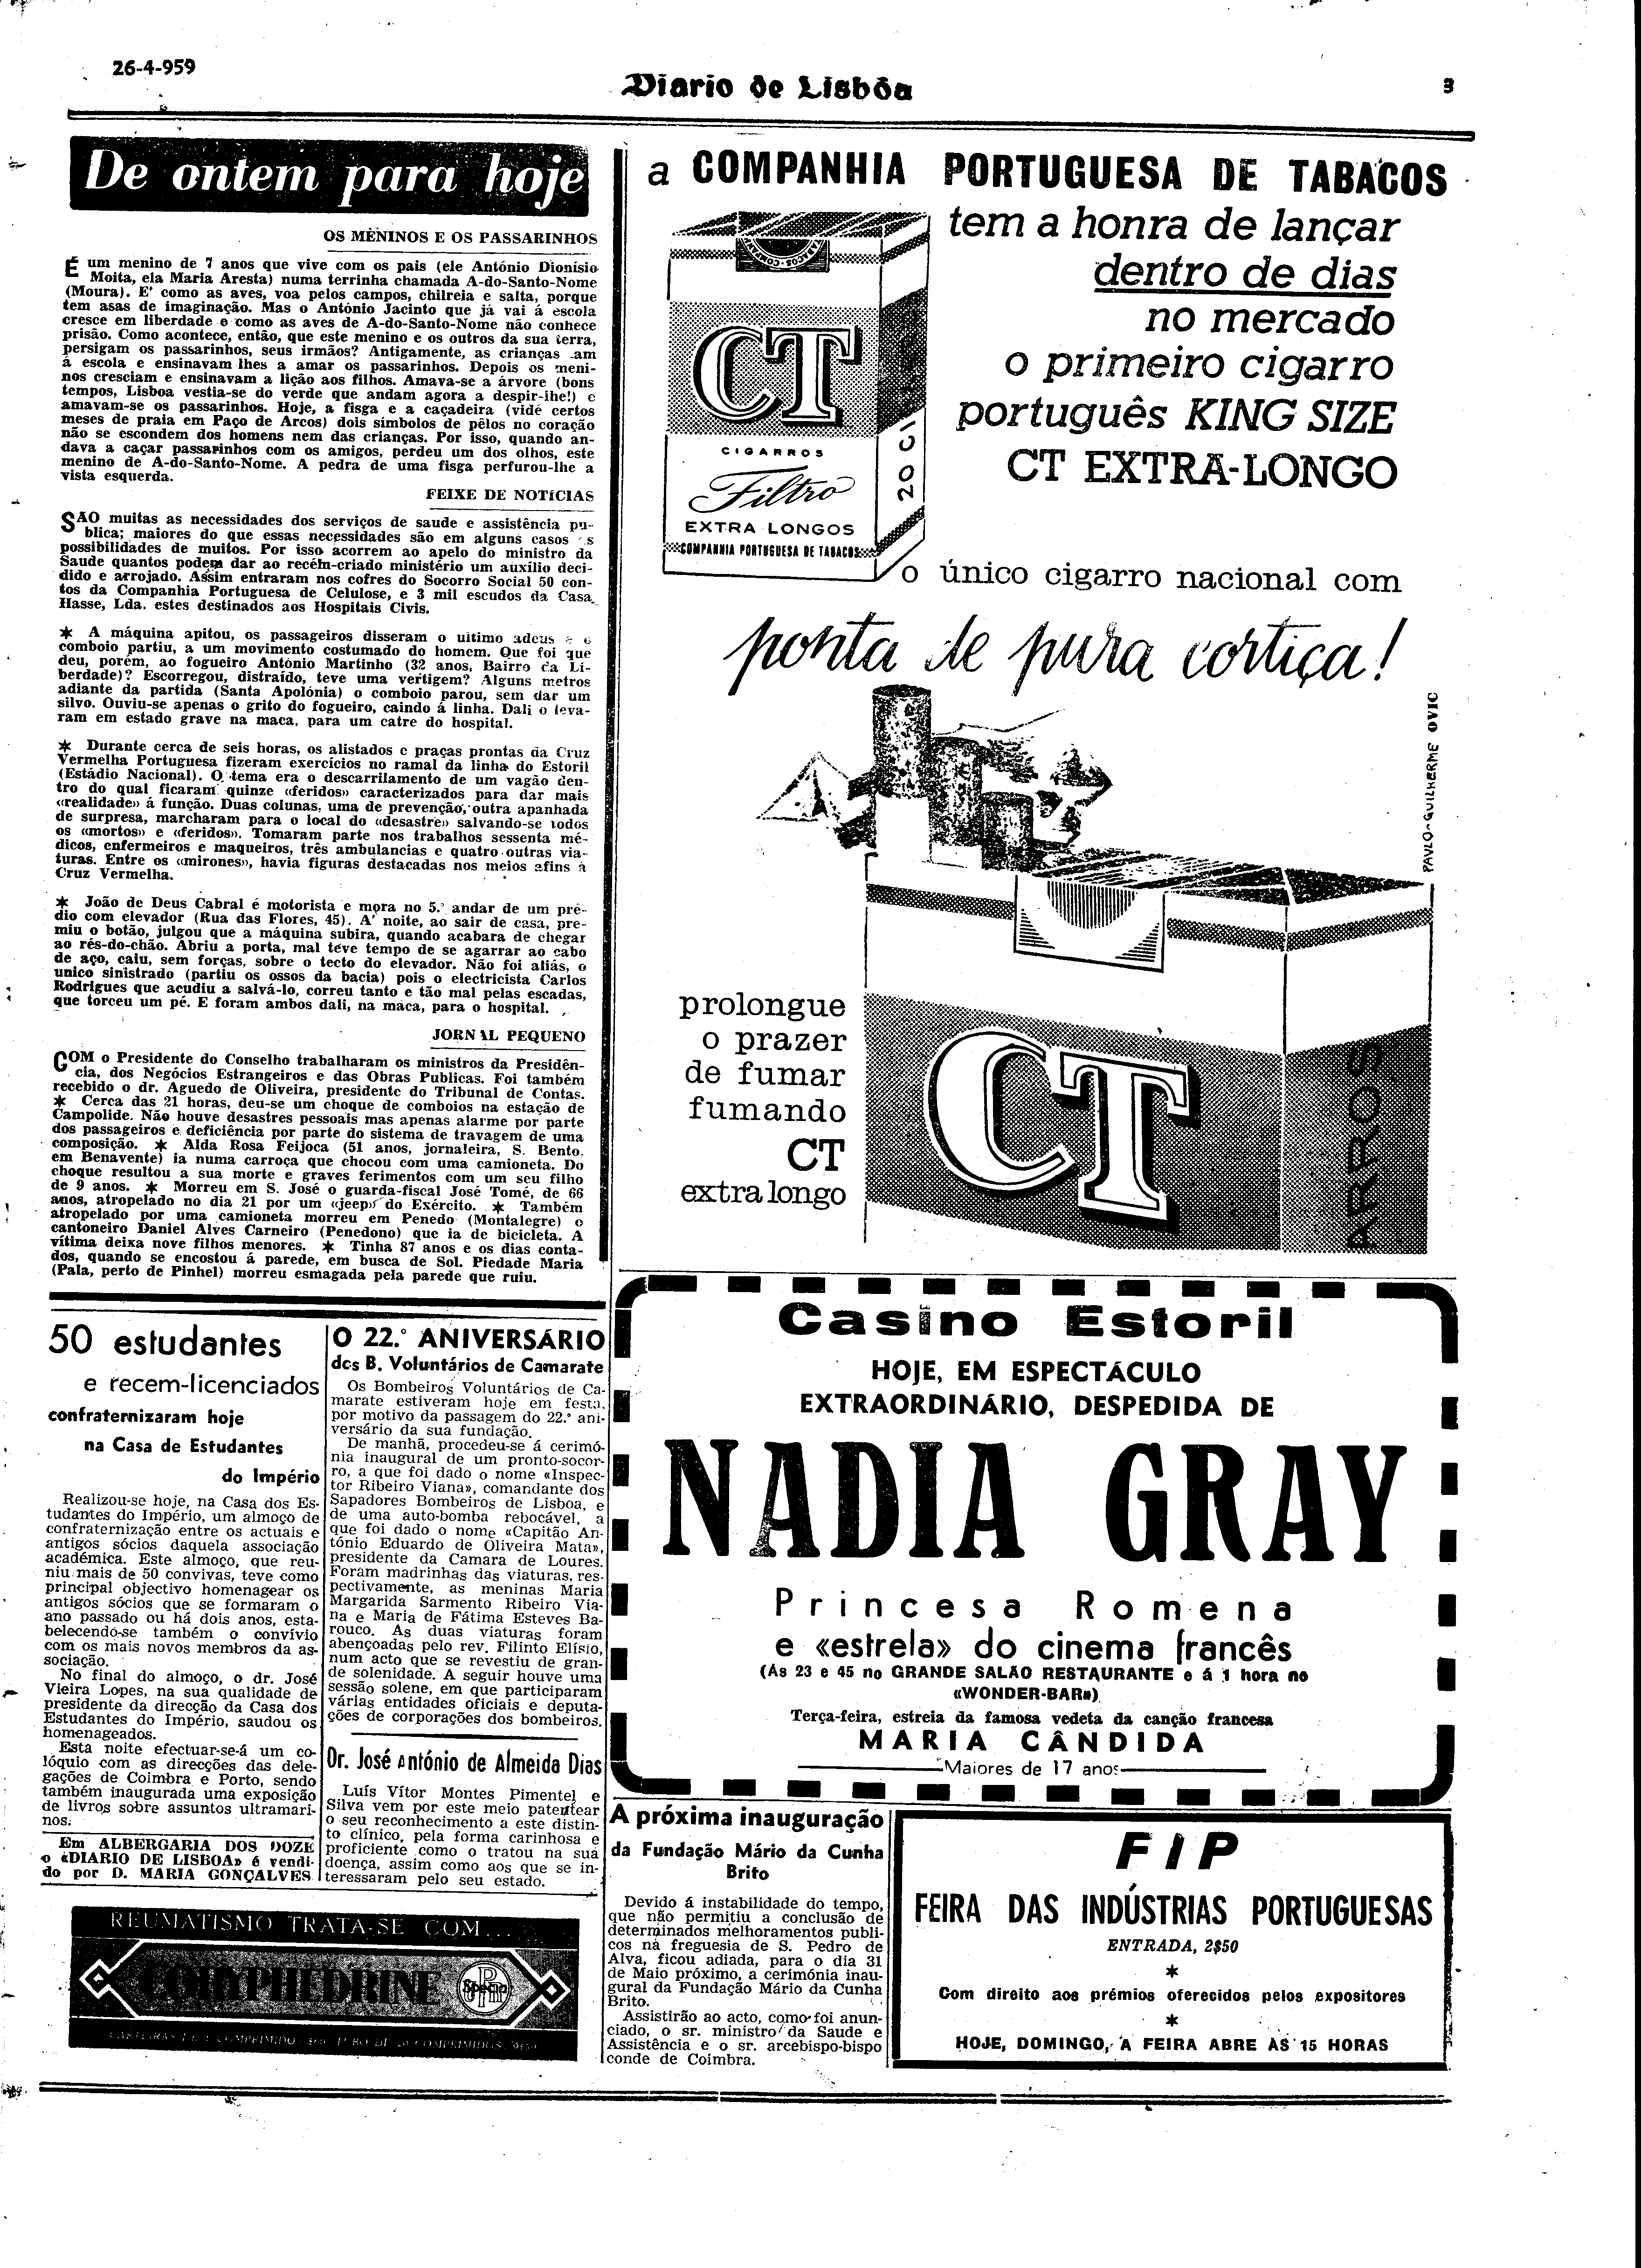 26-4-959
Diario de Lisbôa
3
De ontem para hoje
OS MENINOS E OS PASSARINHOS
É um menino de 7 anos que vive com os pais (ele António Dionísio
Moita, ela Maria Aresta) numa terrinha chamada A-do-Santo-Nome
(Moura). E' como as aves, voa pelos campos, chilreia e salta, porque
tem asas de imaginação. Mas o António Jacinto que já vai á escola
cresce em liberdade e como as aves de A-do-Santo-Nome não conhece
prisão. Como acontece, então, que este menino e os outros da sua terra,
persigam os passarinhos, seus irmãos? Antigamente, as crianças am
á escola e ensinavam lhes a amar os passarinhos. Depois os meni-
nos cresciam e ensinavam a lição aos filhos. Amava-se a árvore (bons
tempos, Lisboa vestia-se do verde que andam agora a despir-lhe!) e
amavam-se os passarinhos. Hoje, a fisga e a caçadeira (vidé certos
meses de praia em Paço de Arcos) dois símbolos de pêlos no coração
não se escondem dos homens nem das crianças. Por isso, quando an-
dava a caçar passarinhos com os amigos, perdeu um dos olhos, este
menino de A-do-Santo-Nome. A pedra de uma fisga perfurou-lhe a
vista esquerda.
FEIXE DE NOTÍCIAS
SAO muitas as necessidades dos serviços de saude e assistência pu-
blica; maiores do que essas necessidades são em alguns casos s
possibilidades de muitos. Por isso acorrem ao apelo do ministro da
Saude quantos podem dar ao recém-criado ministério um auxílio deci-
dido e arrojado. Assim entraram nos cofres do Socorro Social 50 con-
tos da Companhia Portuguesa de Celulose, e 3 mil escudos da Casa
Hasse, Lda. estes destinados aos Hospitais Civis.
★ A máquina apitou, os passageiros disseram o ultimo adeus e o
comboio partiu, a um movimento costumado do homem. Que foi que
deu, porém, ao fogueiro António Martinho (32 anos, Bairro da Li-
berdade)? Escorregou, distraído, teve uma vertigem? Alguns metros
adiante da partida (Santa Apolónia) o comboio parou, sem dar um
silvo. Ouviu-se apenas o grito do fogueiro, caindo á linha. Dali o leva-
ram em estado grave na maca, para um catre do hospital.
★ Durante cerca de seis horas, os alistados e praças prontas da Cruz
Vermelha Portuguesa fizeram exercícios no ramal da linha do Estoril
(Estádio Nacional). O tema era o descarrilamento de um vagão den-
tro do qual ficaram quinze «feridos» caracterizados para dar mais
«realidade» á função. Duas colunas, uma de prevenção, outra apanhada
de surpresa, marcharam para o local do «desastre» salvando-se todos
os «mortos» e «feridos». Tomaram parte nos trabalhos sessenta mé-
dicos, enfermeiros e maqueiros, três ambulancias e quatro outras via-
turas. Entre os «mirones», havia figuras destacadas nos meios afins á
Cruz Vermelha.
★ João de Deus Cabral é motorista e mora no 5.º andar de um pré-
dio com elevador (Rua das Flores, 45). A' noite, ao sair de casa, pre-
miu o botão, julgou que a máquina subira, quando acabara de chegar
ao rés-do-chão. Abriu a porta, mal teve tempo de se agarrar ao cabo
de aço, caiu, sem forças, sobre o tecto do elevador. Não foi aliás, o
unico sinistrado (partiu os ossos da bacia) pois o electricista Carlos
Rodrigues que acudiu a salvá-lo, correu tanto e tão mal pelas escadas,
que torceu um pé. E foram ambos dali, na maca, para o hospital.
JORNAL PEQUENO
COM o Presidente do Conselho trabalharam os ministros da Presidên-
cia, dos Negócios Estrangeiros e das Obras Publicas. Foi também
recebido o dr. Aguedo de Oliveira, presidente do Tribunal de Contas.
★ Cerca das 21 horas, deu-se um choque de comboios na estação de
Campolide. Não houve desastres pessoais mas apenas alarme por parte
dos passageiros e deficiência por parte do sistema de travagem de uma
composição. ★ Alda Rosa Feijoca (51 anos, jornaleira, S. Bento,
em Benavente) ia numa carroça que chocou com uma camioneta. Do
choque resultou a sua morte e graves ferimentos com um seu filho
de 9 anos. ★ Morreu em S. José o guarda-fiscal José Tomé, de 66
anos, atropelado no dia 21 por um «jeep» do Exército. ★ Também
atropelado por uma camioneta morreu em Penedo (Montalegre) o
cantoneiro Daniel Alves Carneiro (Penedono) que ia de bicicleta. A
vítima deixa nove filhos menores. ★ Tinha 87 anos e os dias conta-
dos, quando se encostou á parede, em busca de Sol. Piedade Maria
(Pala, perto de Pinhel) morreu esmagada pela parede que ruiu.
a COMPANHIA PORTUGUESA DE TABACOS
tem a honra de lançar
dentro de dias
no mercado
o primeiro cigarro
português KING SIZE
CT EXTRA-LONGO
CT
CIGARROS
Filtro
EXTRA LONGOS
COMPANHIA PORTUGUESA DE TABACOS
20 CI
o único cigarro nacional com
ponta de pura cortiça!
PAULO-GUILHERME OVIC
prolongue
o prazer
de fumar
fumando
CT
extra longo
CT
ARROS
50 estudantes
e recem-licenciados
confraternizaram hoje
na Casa de Estudantes
do Império
Realizou-se hoje, na Casa dos Es-
tudantes do Império, um almoço de
confraternização entre os actuais e
antigos sócios daquela associação
académica. Este almoço, que reu-
niu mais de 50 convivas, teve como
principal objectivo homenagear os
antigos sócios que se formaram o
ano passado ou há dois anos, esta-
belecendo-se também o convívio
com os mais novos membros da as-
sociação.
No final do almoço, o dr. José
Vieira Lopes, na sua qualidade de
presidente da direcção da Casa dos
Estudantes do Império, saudou os
homenageados.
Esta noite efectuar-se-á um co-
lóquio com as direcções das dele-
gações de Coimbra e Porto, sendo
também inaugurada uma exposição
de livros sobre assuntos ultramari-
nos.
Em ALBERGARIA DOS DOZE
o «DIARIO DE LISBOA» é vendi-
do por D. MARIA GONÇALVES
O 22.º ANIVERSÁRIO
dos B. Voluntários de Camarate
Os Bombeiros Voluntários de Ca-
marate estiveram hoje em festa,
por motivo da passagem do 22.º ani-
versário da sua fundação.
De manhã, procedeu-se á cerimó-
nia inaugural de um pronto-socor-
ro, a que foi dado o nome «Inspec-
tor Ribeiro Viana», comandante dos
Sapadores Bombeiros de Lisboa, e
de uma auto-bomba rebocável, a
que foi dado o nome «Capitão An-
tónio Eduardo de Oliveira Mata»,
presidente da Camara de Loures.
Foram madrinhas das viaturas, res-
pectivamente, as meninas Maria
Margarida Sarmento Ribeiro Via-
na e Maria de Fátima Esteves Ba-
rouco. As duas viaturas foram
abençoadas pelo rev. Filinto Elísio,
num acto que se revestiu de gran-
de solenidade. A seguir houve uma
sessão solene, em que participaram
várias entidades oficiais e deputa-
ções de corporações dos bombeiros.
Dr. José António de Almeida Dias
Luís Vítor Montes Pimentel e
Silva vem por este meio patentear
o seu reconhecimento a este distin-
to clínico, pela forma carinhosa e
proficiente como o tratou na sua
doença, assim como aos que se in-
teressaram pelo seu estado.
REUMATISMO TRATA-SE COM...
CORYPHEDRINE
Casino Estoril
HOJE, EM ESPECTÁCULO
EXTRAORDINÁRIO, DESPEDIDA DE
NADIA GRAY
Princesa Romena
e «estrela» do cinema francês
(Ás 23 e 45 no GRANDE SALÃO RESTAURANTE e á 1 hora no
«WONDER-BAR»)
Terça-feira, estreia da famosa vedeta da canção francesa
MARIA CÂNDIDA
Maiores de 17 anos
A próxima inauguração
da Fundação Mário da Cunha
Brito
Devido á instabilidade do tempo,
que não permitiu a conclusão de
determinados melhoramentos publi-
cos na freguesia de S. Pedro de
Alva, ficou adiada, para o dia 31
de Maio próximo, a cerimónia inau-
gural da Fundação Mário da Cunha
Brito.
Assistirão ao acto, como foi anun-
ciado, o sr. ministro da Saude e
Assistência e o sr. arcebispo-bispo
conde de Coimbra.
FIP
FEIRA DAS INDÚSTRIAS PORTUGUESAS
ENTRADA, 2$50
★
Com direito aos prémios oferecidos pelos expositores
★
HOJE, DOMINGO, A FEIRA ABRE ÁS 15 HORAS